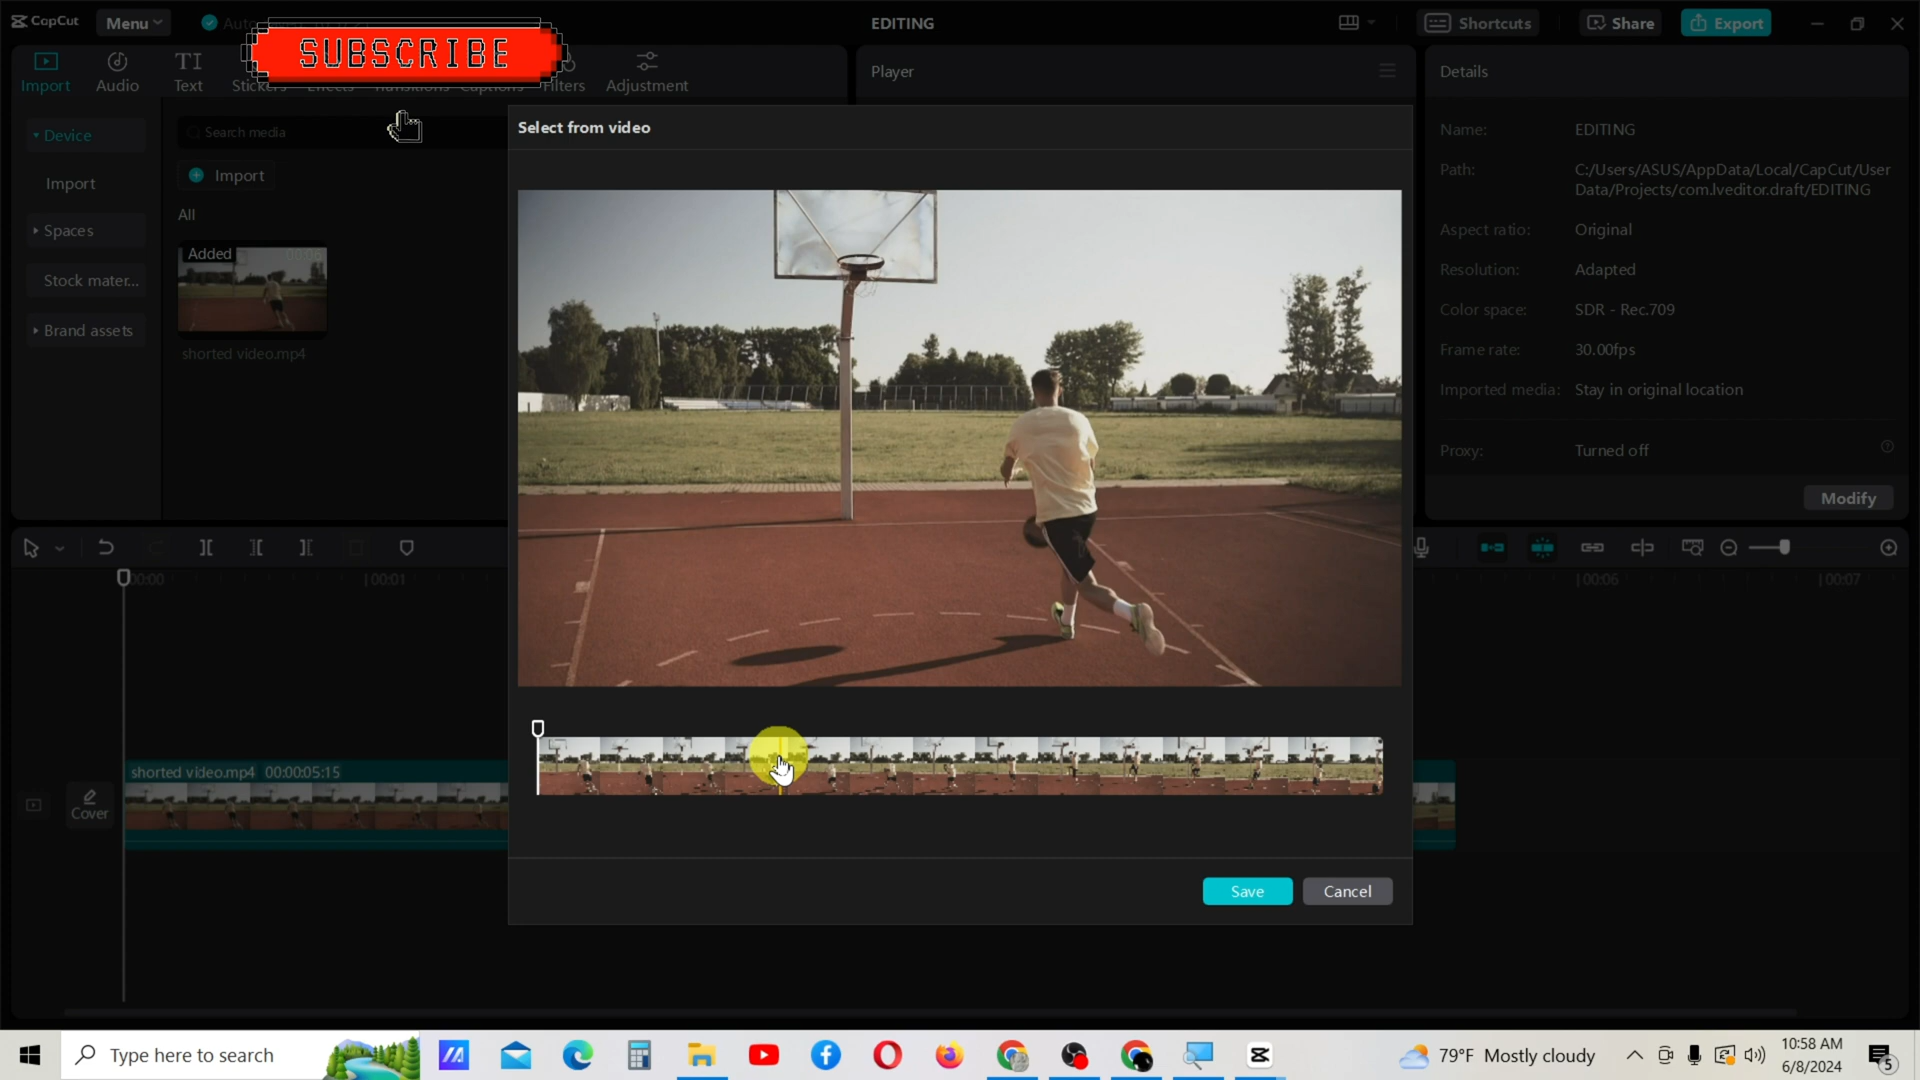 CapCut
Menu
SUBSCRIBE
EDITING
Shortcuts
Share
Export
Import
Audio
Text
Stickers
Effects
Transitions
Captions
Filters
Adjustment
Player
Details
Device
Import
Spaces
Stock mater...
Brand assets
Search media
Import
All
Added
shorted video.mp4
Select from video
Save
Cancel
Name: EDITING
Path: C:/Users/ASUS/AppData/Local/CapCut/User
Data/Projects/com.lveditor.draft/EDITING
Aspect ratio: Original
Resolution: Adapted
Color space: SDR - Rec.709
Frame rate: 30.00fps
Imported media: Stay in original location
Proxy: Turned off
Modify
00:00
00:01
00:06
00:07
shorted video.mp4 00:00:05:15
Cover
Type here to search
79°F Mostly cloudy
10:58 AM
6/8/2024
5